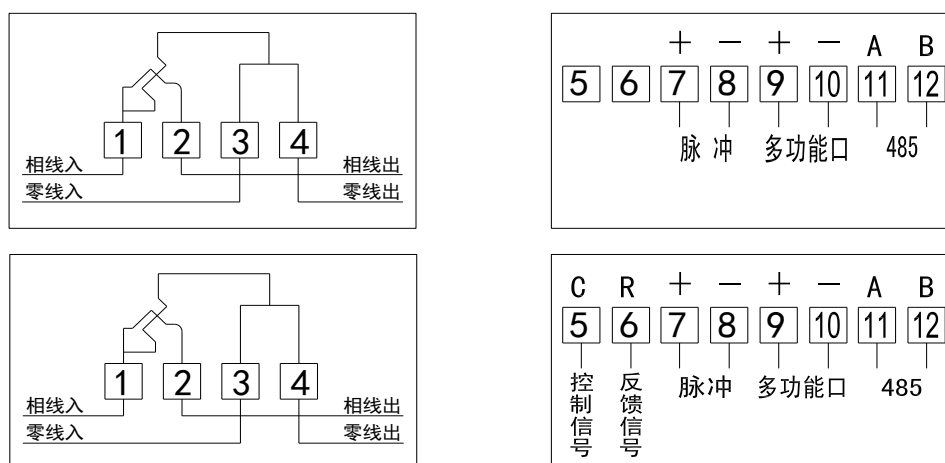 1 2 3 4
相线入 相线出
零线入 零线出
+ − + − A B
5 6 7 8 9 10 11 12
脉冲 多功能口 485
1 2 3 4
相线入 相线出
零线入 零线出
C R + − + − A B
5 6 7 8 9 10 11 12
控制信号 反馈信号 脉冲 多功能口 485